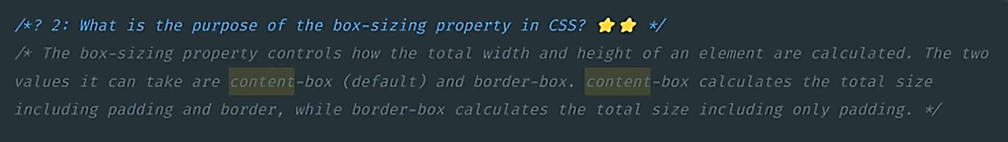 /*? 2: What is the purpose of the box-sizing property in CSS? ⭐⭐ */
/* The box-sizing property controls how the total width and height of an element are calculated. The two
values it can take are content-box (default) and border-box. content-box calculates the total size
including padding and border, while border-box calculates the total size including only padding. */